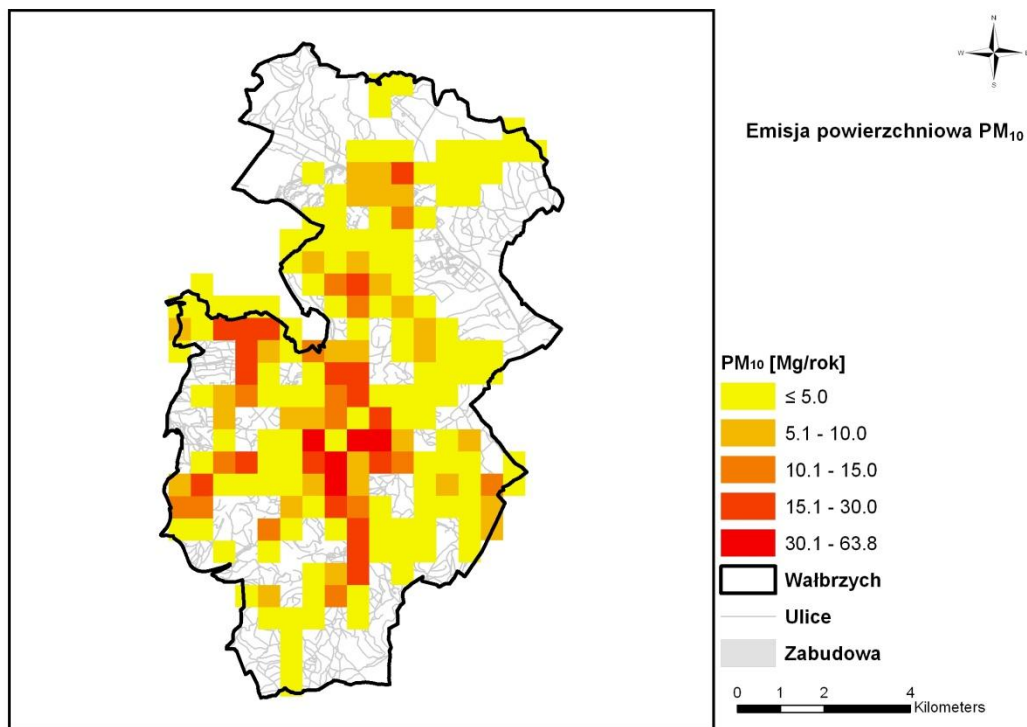 N
W E
S
Emisja powierzchniowa PM₁₀
PM₁₀ [Mg/rok]
≤ 5.0
5.1 - 10.0
10.1 - 15.0
15.1 - 30.0
30.1 - 63.8
Wałbrzych
Ulice
Zabudowa
0 1 2 4
Kilometers